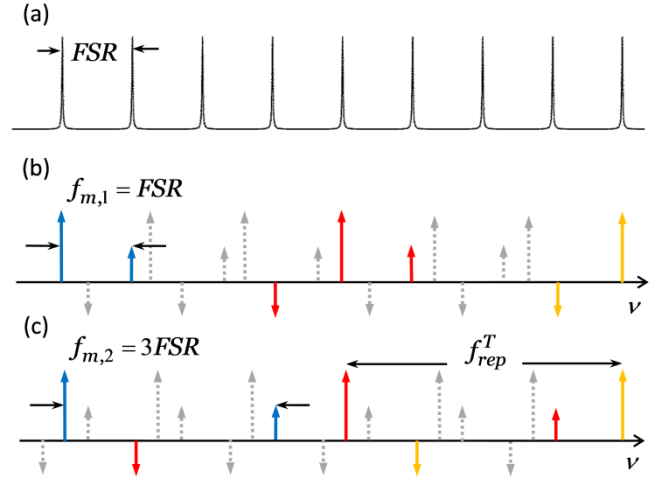 (a)
FSR
(b)
f_{m,1} = FSR
ν
(c)
f_{m,2} = 3FSR
f_{rep}^{T}
ν